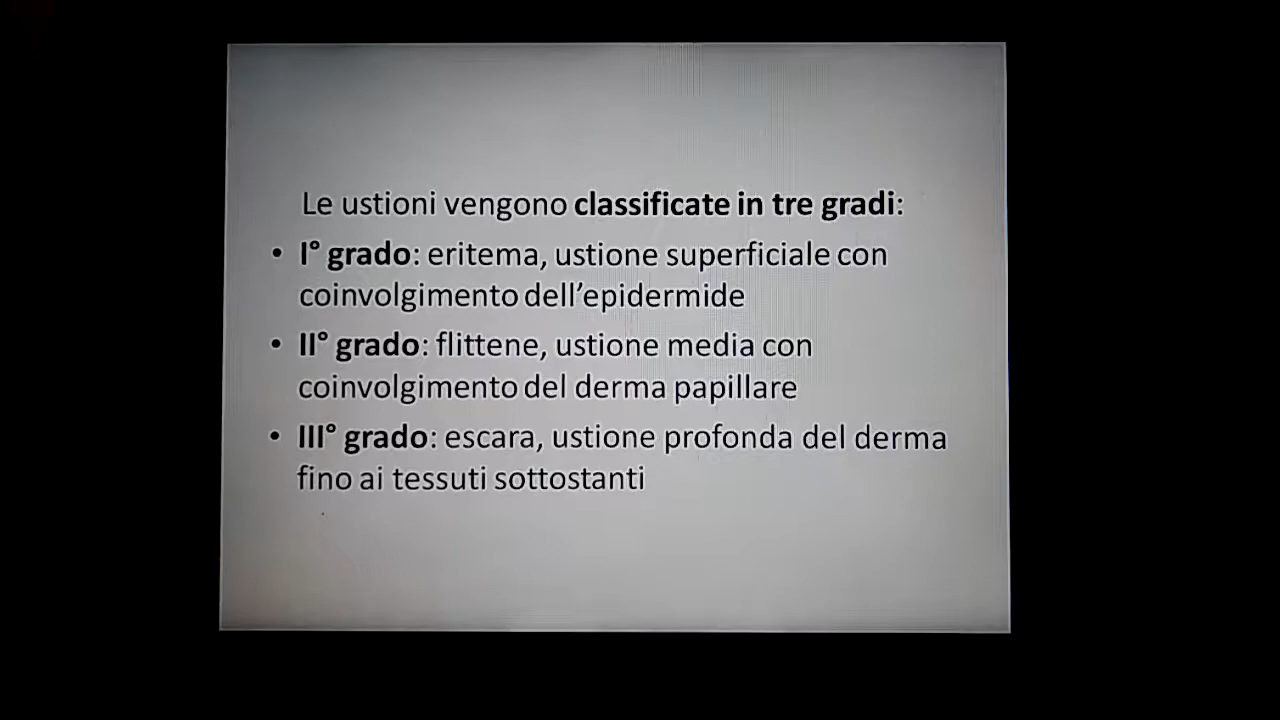 Le ustioni vengono classificate in tre gradi:
• I° grado: eritema, ustione superficiale con
coinvolgimento dell'epidermide
• II° grado: flittene, ustione media con
coinvolgimento del derma papillare
• III° grado: escara, ustione profonda del derma
fino ai tessuti sottostanti